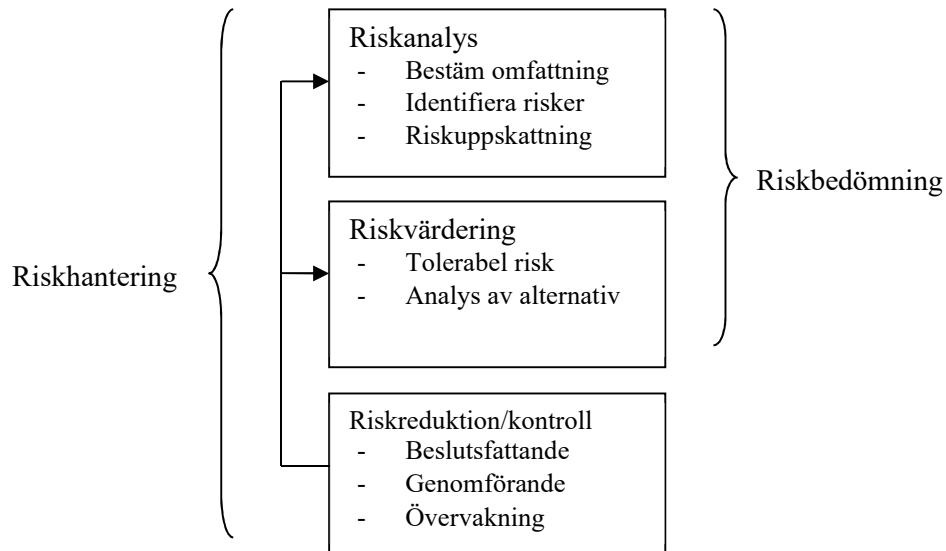 Riskhantering
Riskanalys
- Bestäm omfattning
- Identifiera risker
- Riskuppskattning
Riskvärdering
- Tolerabel risk
- Analys av alternativ
Riskreduktion/kontroll
- Beslutsfattande
- Genomförande
- Övervakning
Riskbedömning